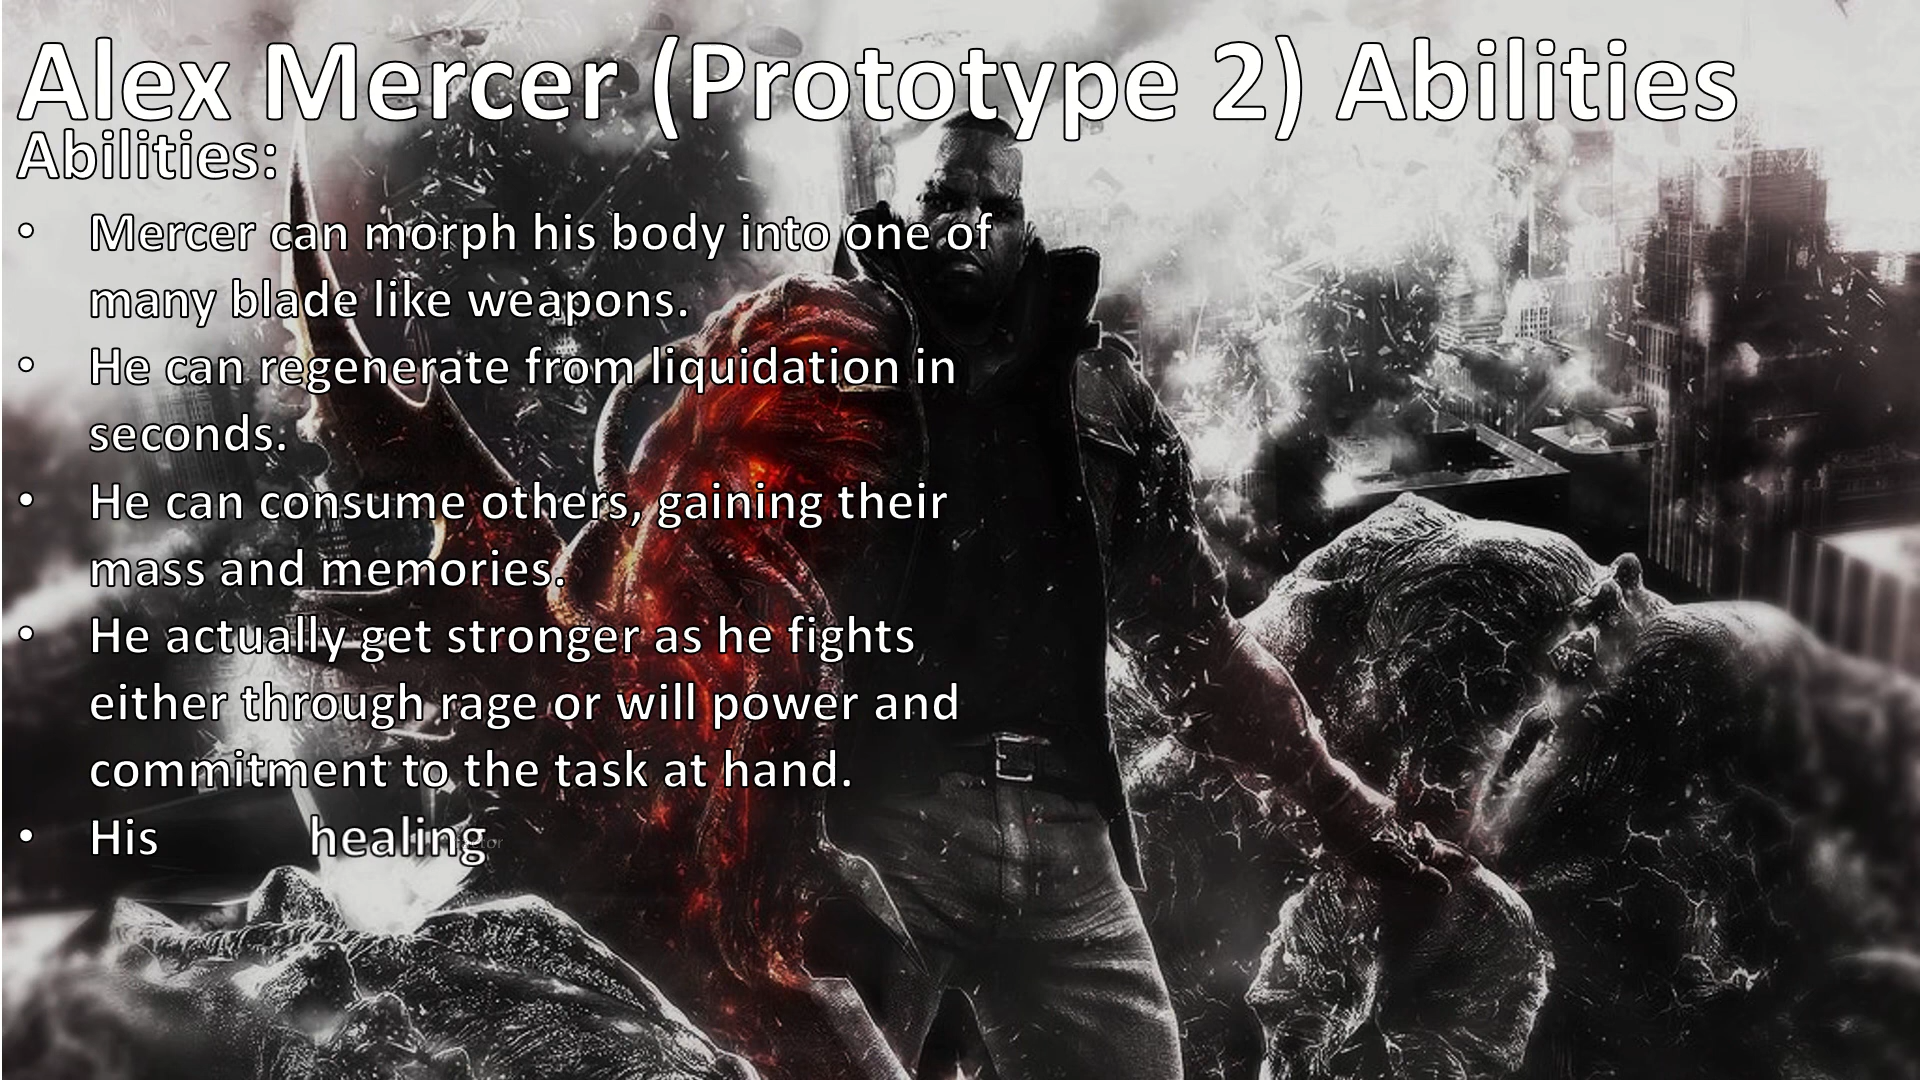 Alex Mercer (Prototype 2) Abilities
Abilities:
• Mercer can morph his body into one of
many blade like weapons.
• He can regenerate from liquidation in
seconds.
• He can consume others, gaining their
mass and memories.
• He actually get stronger as he fights
either through rage or will power and
commitment to the task at hand.
• His healing